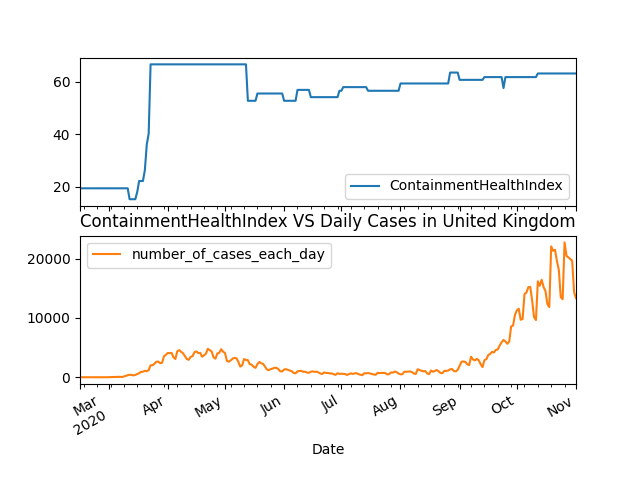 60
40
20
ContainmentHealthIndex
ContainmentHealthIndex VS Daily Cases in United Kingdom
number_of_cases_each_day
20000
10000
0
Mar
2020
Apr
May
Jun
Jul
Aug
Sep
Oct
Nov
Date